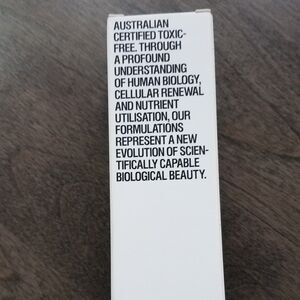 AUSTRALIAN
CERTIFIED TOXIC-
FREE. THROUGH
A PROFOUND
UNDERSTANDING
OF HUMAN BIOLOGY,
CELLULAR RENEWAL
AND NUTRIENT
UTILISATION, OUR
FORMULATIONS
REPRESENT A NEW
EVOLUTION OF SCIEN-
TIFICALLY CAPABLE
BIOLOGICAL BEAUTY.